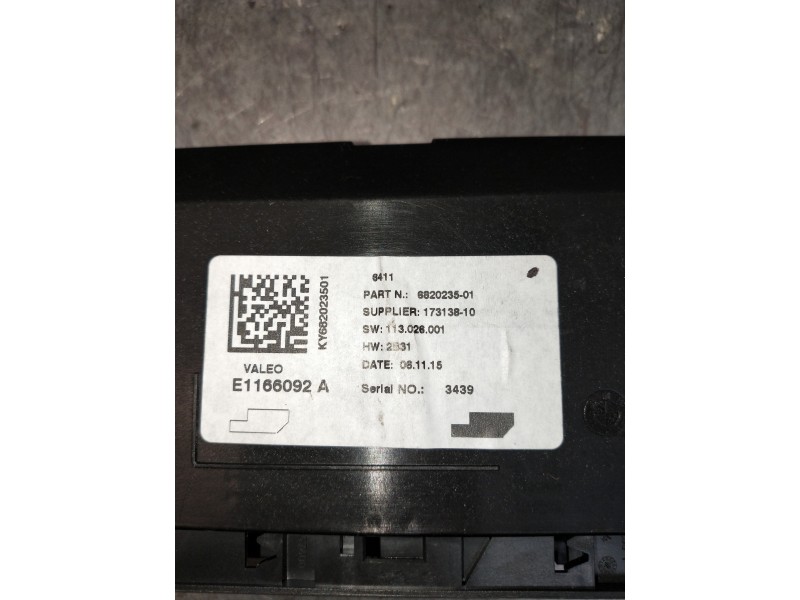 KY682023501
VALEO
E1166092 A
6411
PART N.: 6820235-01
SUPPLIER: 173138-10
SW: 113.026.001
HW: 2B31
DATE: 06.11.15
Serial NO.: 3439